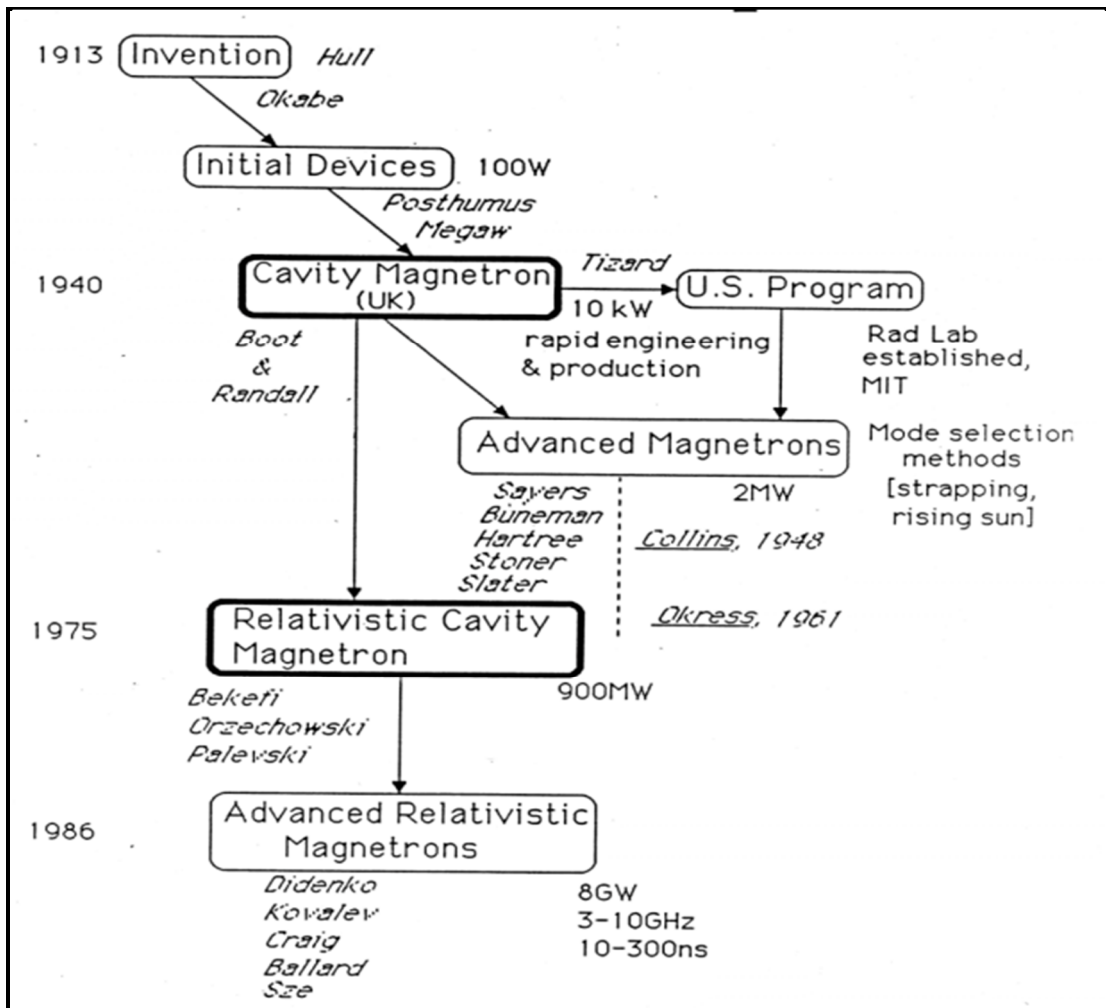 1913 Invention Hull
Okabe
Initial Devices 100W
Posthumus
Megaw
1940 Cavity Magnetron
(UK)
Tizard
U.S. Program
10 kW
rapid engineering
& production
Boot
&
Randall
Rad Lab
established,
MIT
Advanced Magnetrons
2MW
Mode selection
methods
[strapping,
rising sun]
Sayers
Buneman
Hartree
Stoner
Slater
Collins, 1948
Okress, 1961
1975 Relativistic Cavity
Magnetron
900MW
Bekefi
Orzechowski
Palevski
1986 Advanced Relativistic
Magnetrons
Didenko
Kovalev
Craig
Ballard
Sze
8GW
3-10GHz
10-300ns